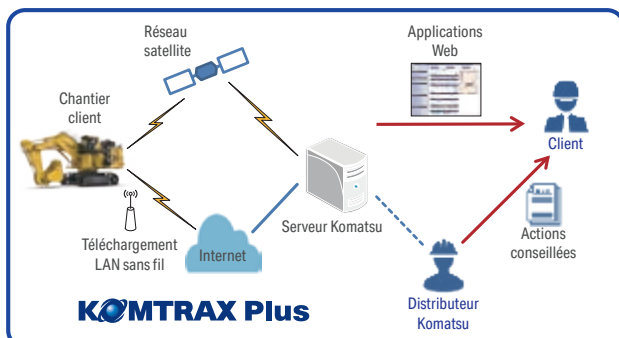 Réseau
satellite
Applications
Web
Chantier
client
Client
Serveur Komatsu
Téléchargement
LAN sans fil
Internet
Actions
conseillées
Distributeur
Komatsu
KOMTRAX Plus